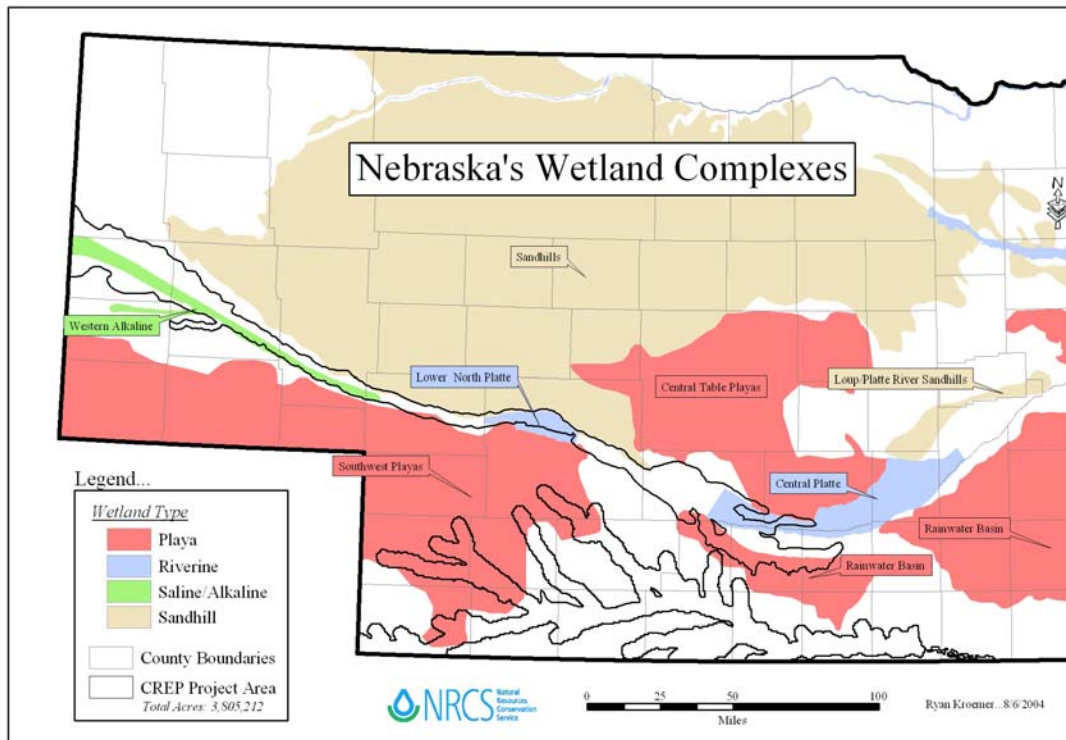 Nebraska's Wetland Complexes
N
Sandhills
Western Alkaline
Lower North Platte
Central Table Playas
Loup/Platte River Sandhills
Southwest Playas
Central Platte
Rainwater Basin
Rainwater Basin
Legend...
Wetland Type
Playa
Riverine
Saline/Alkaline
Sandhill
County Boundaries
CREP Project Area
Total Acres: 3,805,212
NRCS
Natural
Resources
Conservation
Service
0 50 100
Miles
Ryan Kroemer...8/6/2004